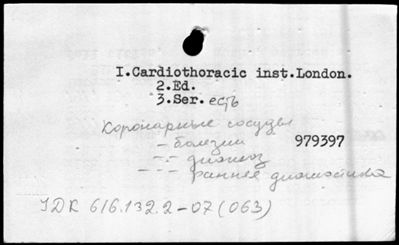 I.Cardiothoracic inst.London.
2.Ed.
3.Ser. есть
Коронарные сосуды
– болезни 979397
– – диагноз
– – – раннее диагностика
УДК 616.132.2-07(063)